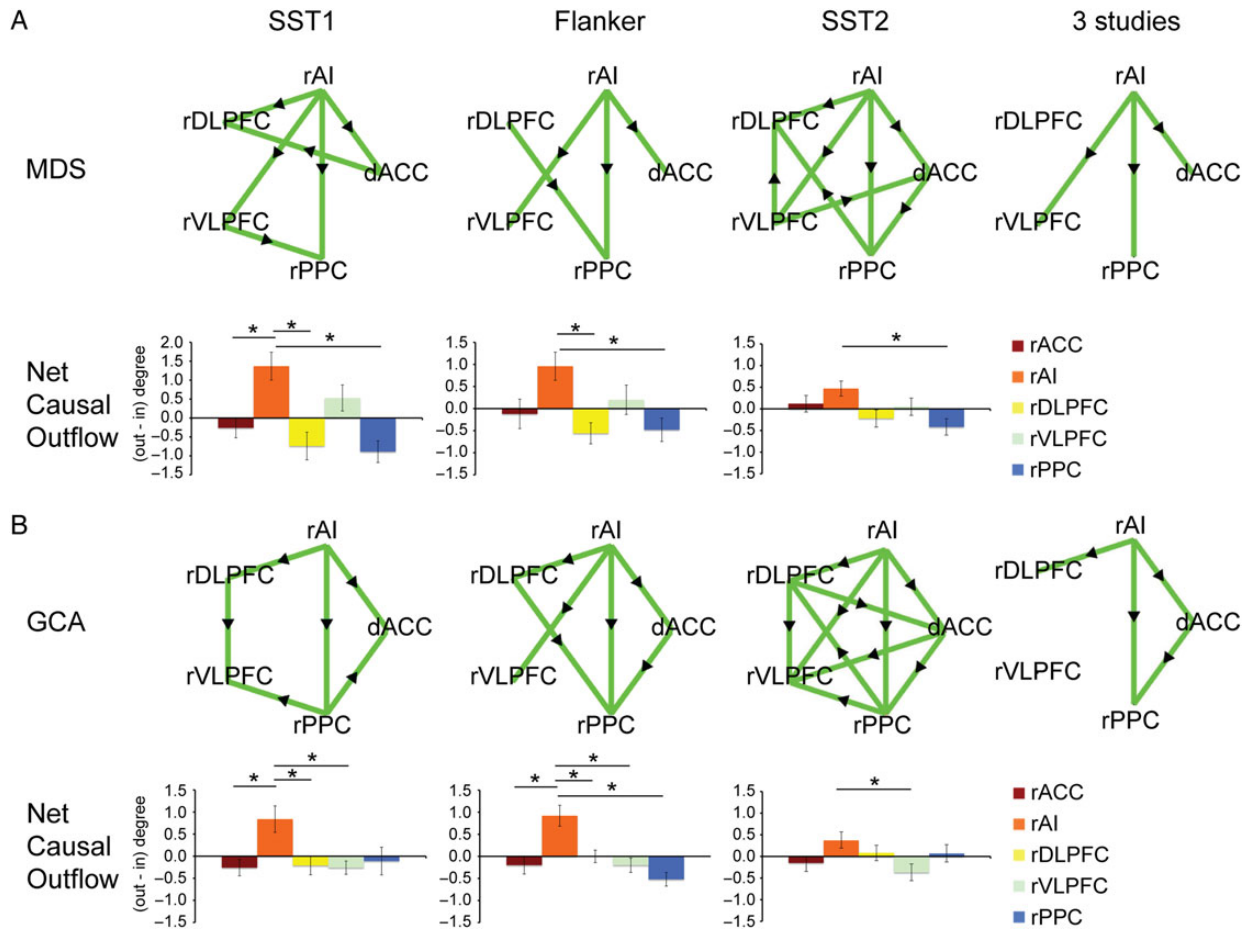 A SST1 Flanker SST2 3 studies
MDS
rAI rAI rAI rAI
rDLPFC rDLPFC rDLPFC rDLPFC
dACC dACC dACC dACC
rVLPFC rVLPFC rVLPFC rVLPFC
rPPC rPPC rPPC rPPC
Net
Causal
Outflow
(out - in) degree
2.0
1.5
1.0
0.5
0
−0.5
−1.0
−1.5
* * *
1.5
1.0
0.5
0.0
−0.5
−1.0
−1.5
* *
1.5
1.0
0.5
0.0
−0.5
−1.0
−1.5
*
rACC
rAI
rDLPFC
rVLPFC
rPPC
B
GCA
rAI rAI rAI rAI
rDLPFC rDLPFC rDLPFC rDLPFC
dACC dACC dACC dACC
rVLPFC rVLPFC rVLPFC rVLPFC
rPPC rPPC rPPC rPPC
Net
Causal
Outflow
(out - in) degree
1.5
1.0
0.5
0.0
−0.5
−1.0
−1.5
* * *
1.5
1.0
0.5
0.0
−0.5
−1.0
−1.5
* * * *
1.5
1.0
0.5
0.0
−0.5
−1.0
−1.5
*
rACC
rAI
rDLPFC
rVLPFC
rPPC